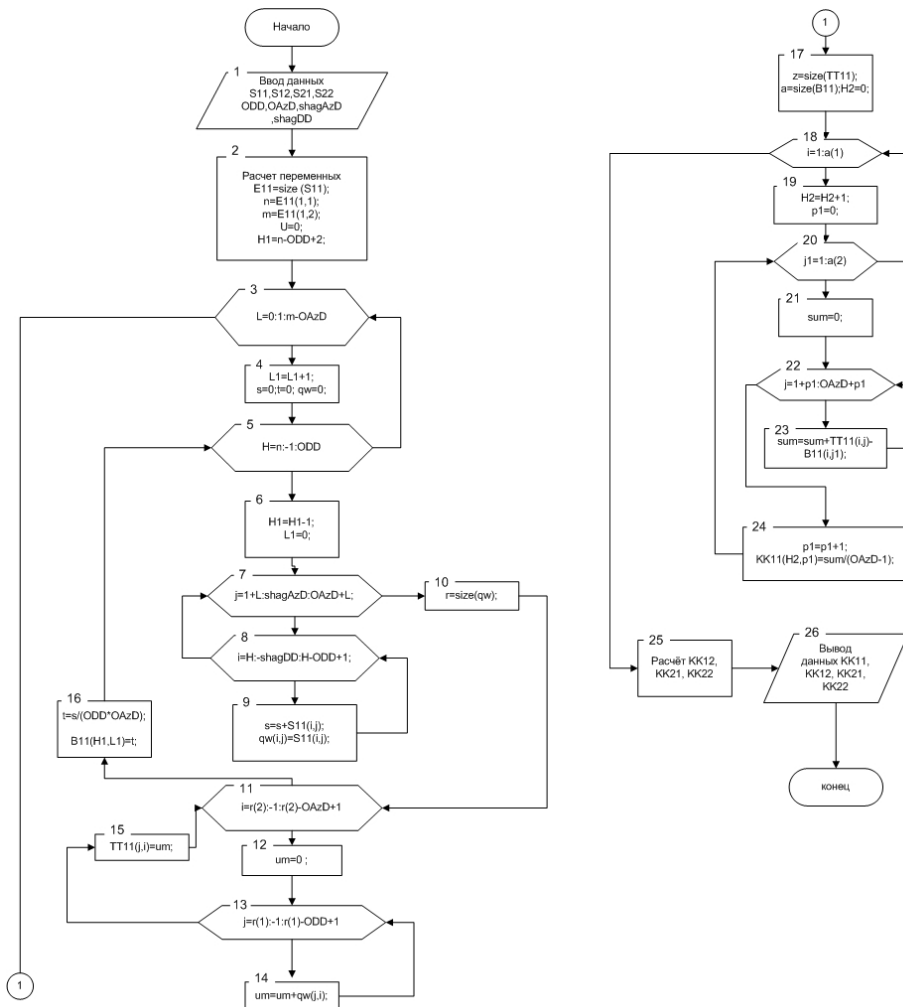 Начало
1
Ввод данных
S11,S12,S21,S22
ODD,OAzD,shagAzD
,shagDD
2
Расчет переменных
E11=size (S11);
n=E11(1,1);
m=E11(1,2);
U=0;
H1=n-ODD+2;
3
L=0:1:m-OAzD
4
L1=L1+1;
s=0;t=0; qw=0;
5
H=n:-1:ODD
6
H1=H1-1;
L1=0;
7
j=1+L:shagAzD:OAzD+L;
8
i=H:-shagDD:H-ODD+1;
9
s=s+S11(i,j);
qw(i,j)=S11(i,j);
10
r=size(qw);
11
i=r(2):-1:r(2)-OAzD+1
12
um=0 ;
13
j=r(1):-1:r(1)-ODD+1
14
um=um+qw(j,i);
15
TT11(j,i)=um;
16
t=s/(ODD*OAzD);
B11(H1,L1)=t;
1
1
17
z=size(TT11);
a=size(B11);H2=0;
18
i=1:a(1)
19
H2=H2+1;
p1=0;
20
j1=1:a(2)
21
sum=0;
22
j=1+p1:OAzD+p1
23
sum=sum+TT11(i,j)-
B11(i,j1);
24
p1=p1+1;
KK11(H2,p1)=sum/(OAzD-1);
25
Расчёт KK12,
KK21, KK22
26
Вывод
данных KK11,
KK12, KK21,
KK22
конец